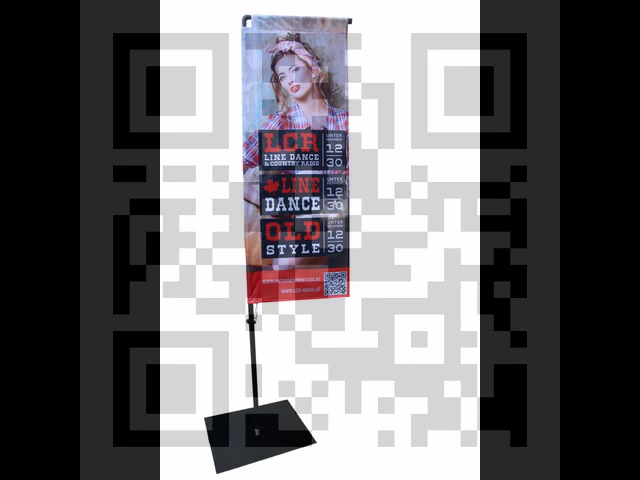 LCR
LINE DANCE
& COUNTRY RADIO
UNTER
12
30
LINE
DANCE
UNTER
12
30
OLD
STYLE
UNTER
12
30
WWW.LCR-RADIO.AT